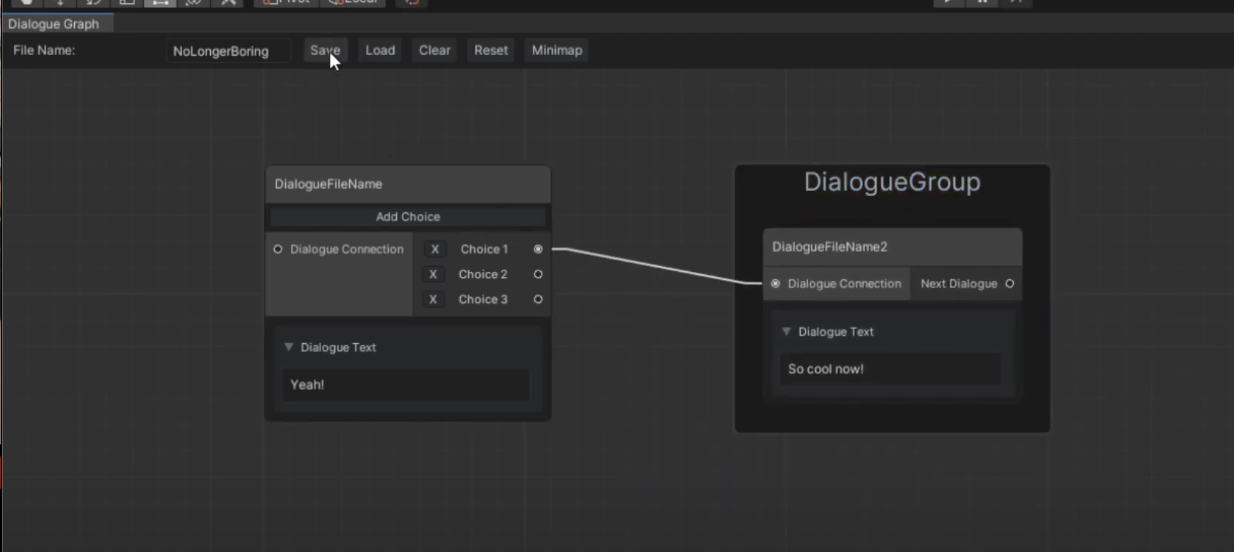 Pivot Local
Dialogue Graph
File Name: NoLongerBoring Save Load Clear Reset Minimap
DialogueFileName
Add Choice
Dialogue Connection X Choice 1
X Choice 2
X Choice 3
Dialogue Text
Yeah!
DialogueGroup
DialogueFileName2
Dialogue Connection Next Dialogue
Dialogue Text
So cool now!